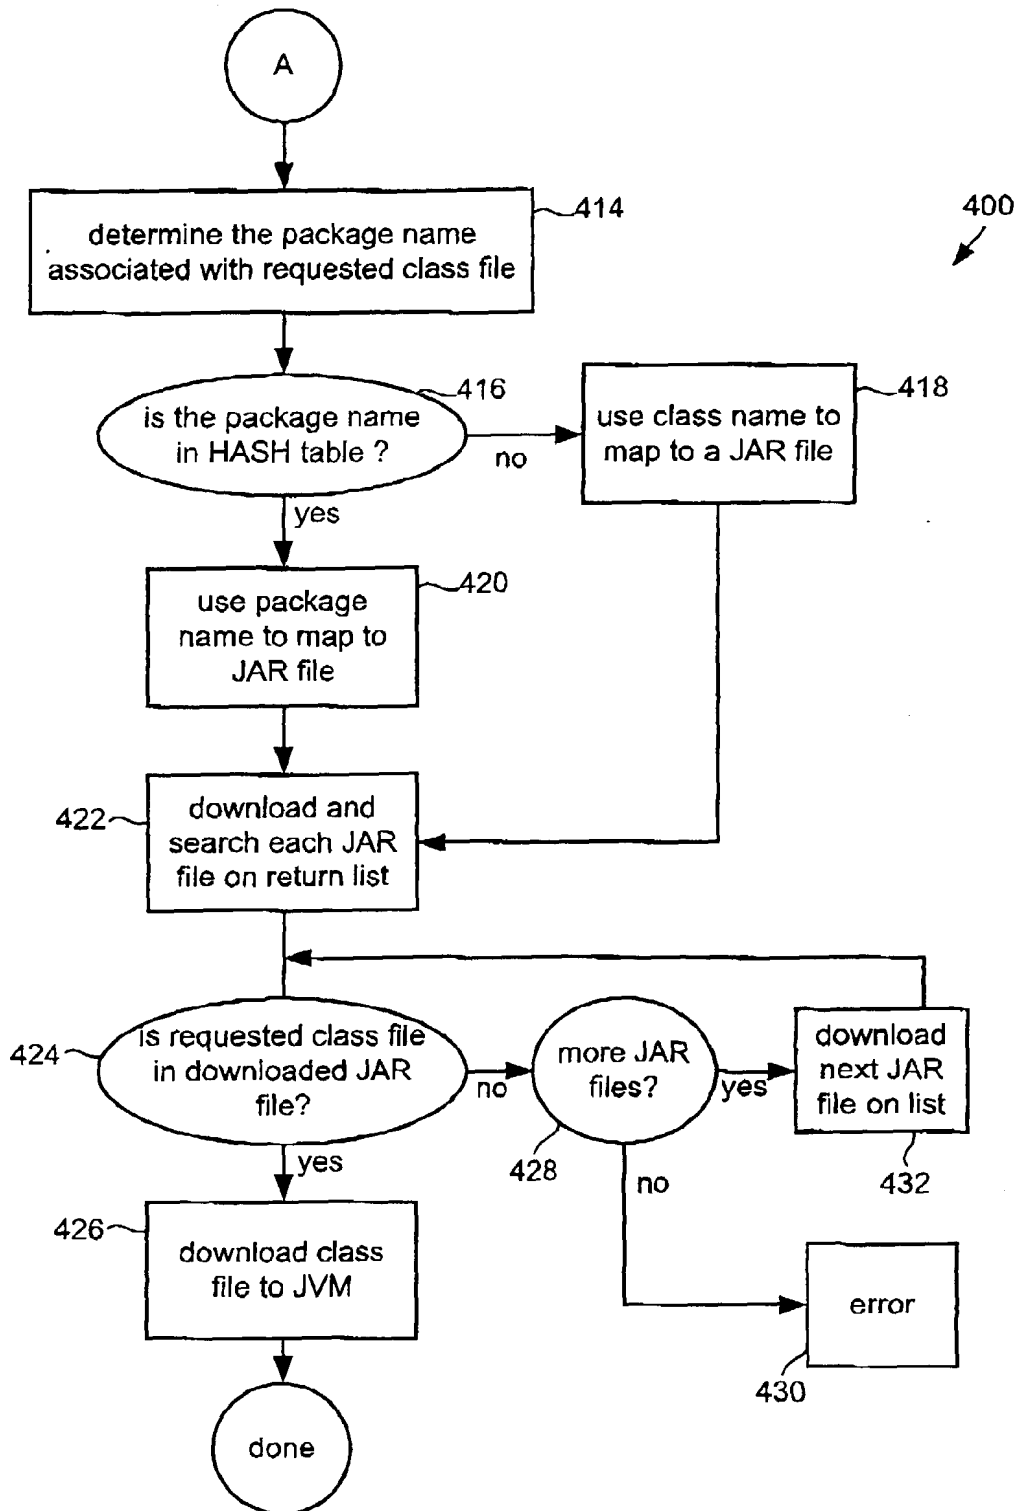 A
determine the package name
associated with requested class file
414
400
is the package name
in HASH table ?
416
no
use class name to
map to a JAR file
418
yes
use package
name to map to
JAR file
420
422
download and
search each JAR
file on return list
424
is requested class file
in downloaded JAR
file?
no
more JAR
files?
428
yes
download
next JAR
file on list
432
yes
no
426
download class
file to JVM
error
430
done